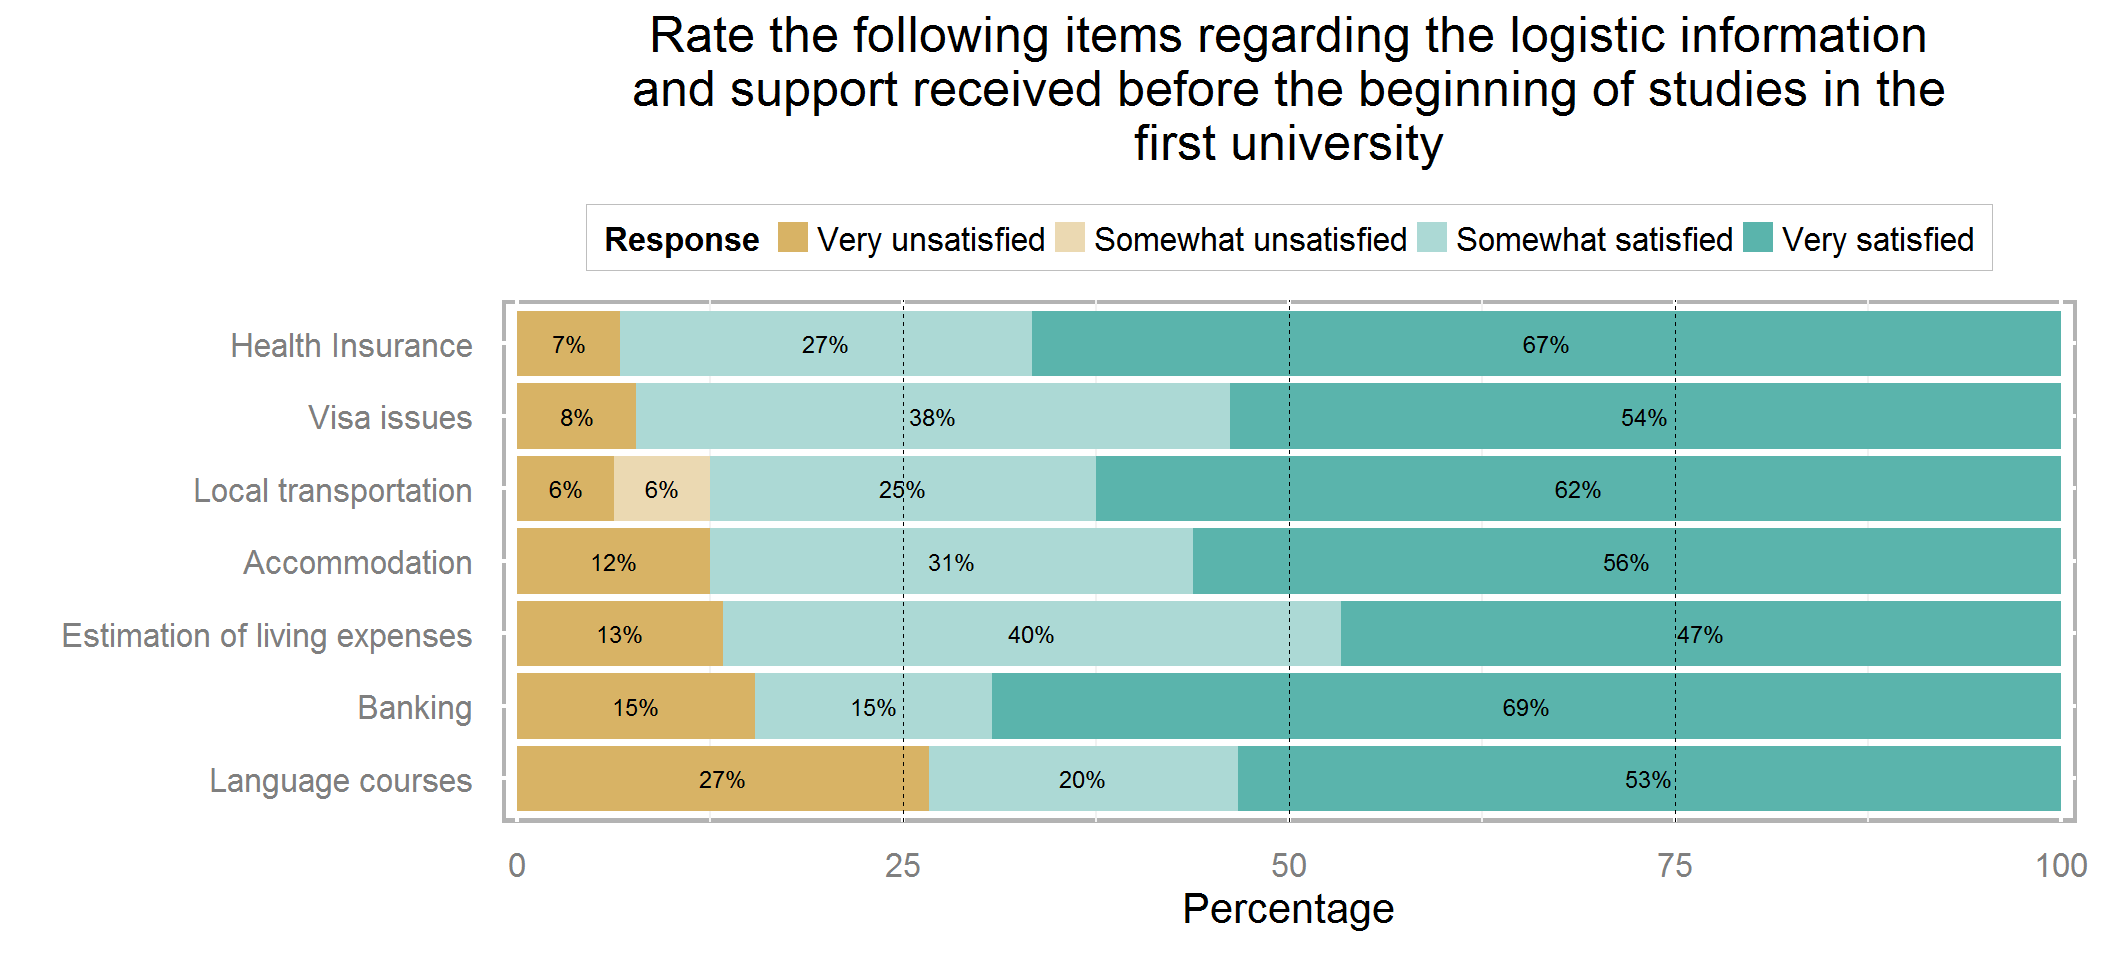 Rate the following items regarding the logistic information
and support received before the beginning of studies in the
first university
Response Very unsatisfied Somewhat unsatisfied Somewhat satisfied Very satisfied
Health Insurance 7% 27% 67%
Visa issues 8% 38% 54%
Local transportation 6% 6% 25% 62%
Accommodation 12% 31% 56%
Estimation of living expenses 13% 40% 47%
Banking 15% 15% 69%
Language courses 27% 20% 53%
0 25 50 75 100
Percentage